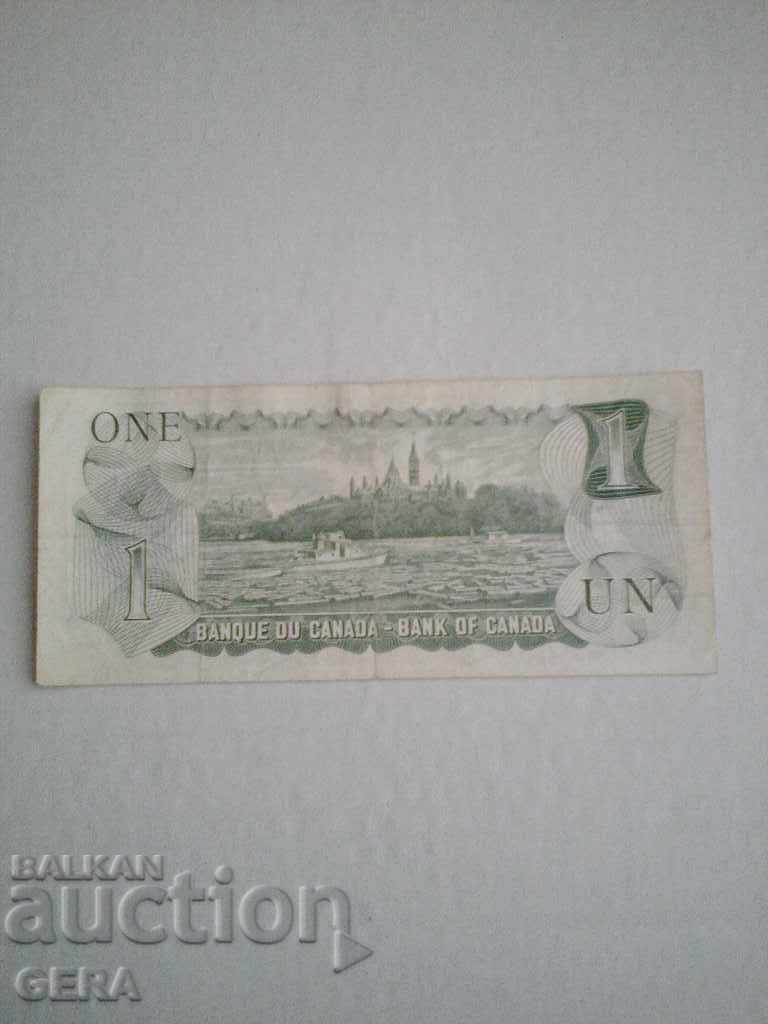 ONE
1
1
UN
BANQUE DU CANADA - BANK OF CANADA
BALKAN
auction
GERA